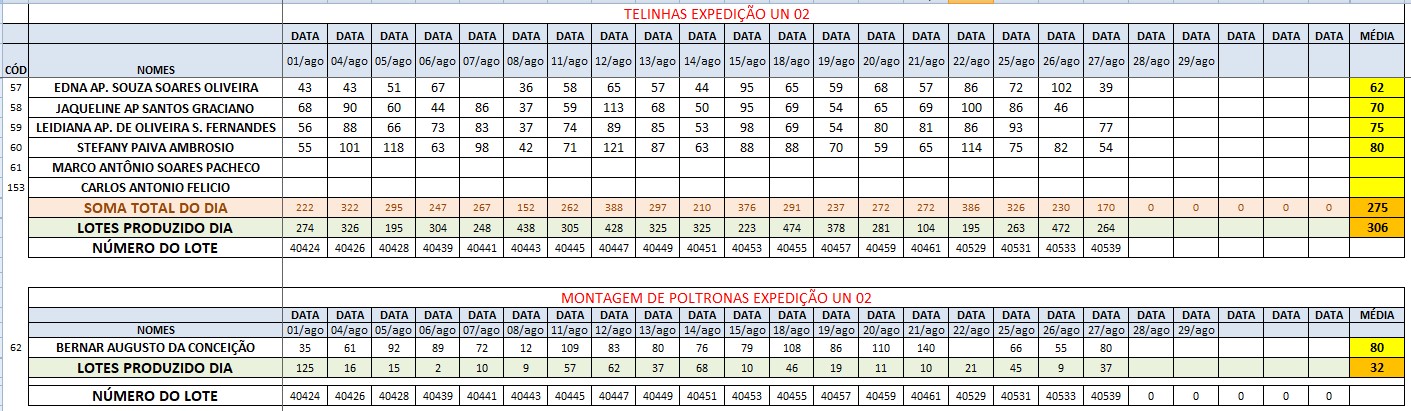 TELINHAS EXPEDIÇÃO UN 02
DATA DATA DATA DATA DATA DATA DATA DATA DATA DATA DATA DATA DATA DATA DATA DATA DATA DATA DATA DATA DATA DATA DATA DATA MÉDIA
CÓD NOMES 01/ago 04/ago 05/ago 06/ago 07/ago 08/ago 11/ago 12/ago 13/ago 14/ago 15/ago 18/ago 19/ago 20/ago 21/ago 22/ago 25/ago 26/ago 27/ago 28/ago 29/ago
57 EDNA AP. SOUZA SOARES OLIVEIRA 43 43 51 67 36 58 65 57 44 95 65 59 68 57 86 72 102 39 62
58 JAQUELINE AP SANTOS GRACIANO 68 90 60 44 86 37 59 113 68 50 95 69 54 65 69 100 86 46 70
59 LEIDIANA AP. DE OLIVEIRA S. FERNANDES 56 88 66 73 83 37 74 89 85 53 98 69 54 80 81 86 93 77 75
60 STEFANY PAIVA AMBROSIO 55 101 118 63 98 42 71 121 87 63 88 88 70 59 65 114 75 82 54 80
61 MARCO ANTÔNIO SOARES PACHECO
153 CARLOS ANTONIO FELICIO
SOMA TOTAL DO DIA 222 322 295 247 267 152 262 388 297 210 376 291 237 272 272 386 326 230 170 0 0 0 0 0 275
LOTES PRODUZIDO DIA 274 326 195 304 248 438 305 428 325 325 223 474 378 281 104 195 263 472 264 306
NÚMERO DO LOTE 40424 40426 40428 40439 40441 40443 40445 40447 40449 40451 40453 40455 40457 40459 40461 40529 40531 40533 40539
MONTAGEM DE POLTRONAS EXPEDIÇÃO UN 02
DATA DATA DATA DATA DATA DATA DATA DATA DATA DATA DATA DATA DATA DATA DATA DATA DATA DATA DATA DATA DATA DATA DATA DATA MÉDIA
NOMES 01/ago 04/ago 05/ago 06/ago 07/ago 08/ago 11/ago 12/ago 13/ago 14/ago 15/ago 18/ago 19/ago 20/ago 21/ago 22/ago 25/ago 26/ago 27/ago 28/ago 29/ago
62 BERNAR AUGUSTO DA CONCEIÇÃO 35 61 92 89 72 12 109 83 80 76 79 108 86 110 140 66 55 80 80
LOTES PRODUZIDO DIA 125 16 15 2 10 9 57 62 37 68 10 46 19 11 10 21 45 9 37 32
NÚMERO DO LOTE 40424 40426 40428 40439 40441 40443 40445 40447 40449 40451 40453 40455 40457 40459 40461 40529 40531 40533 40539 0 0 0 0 0